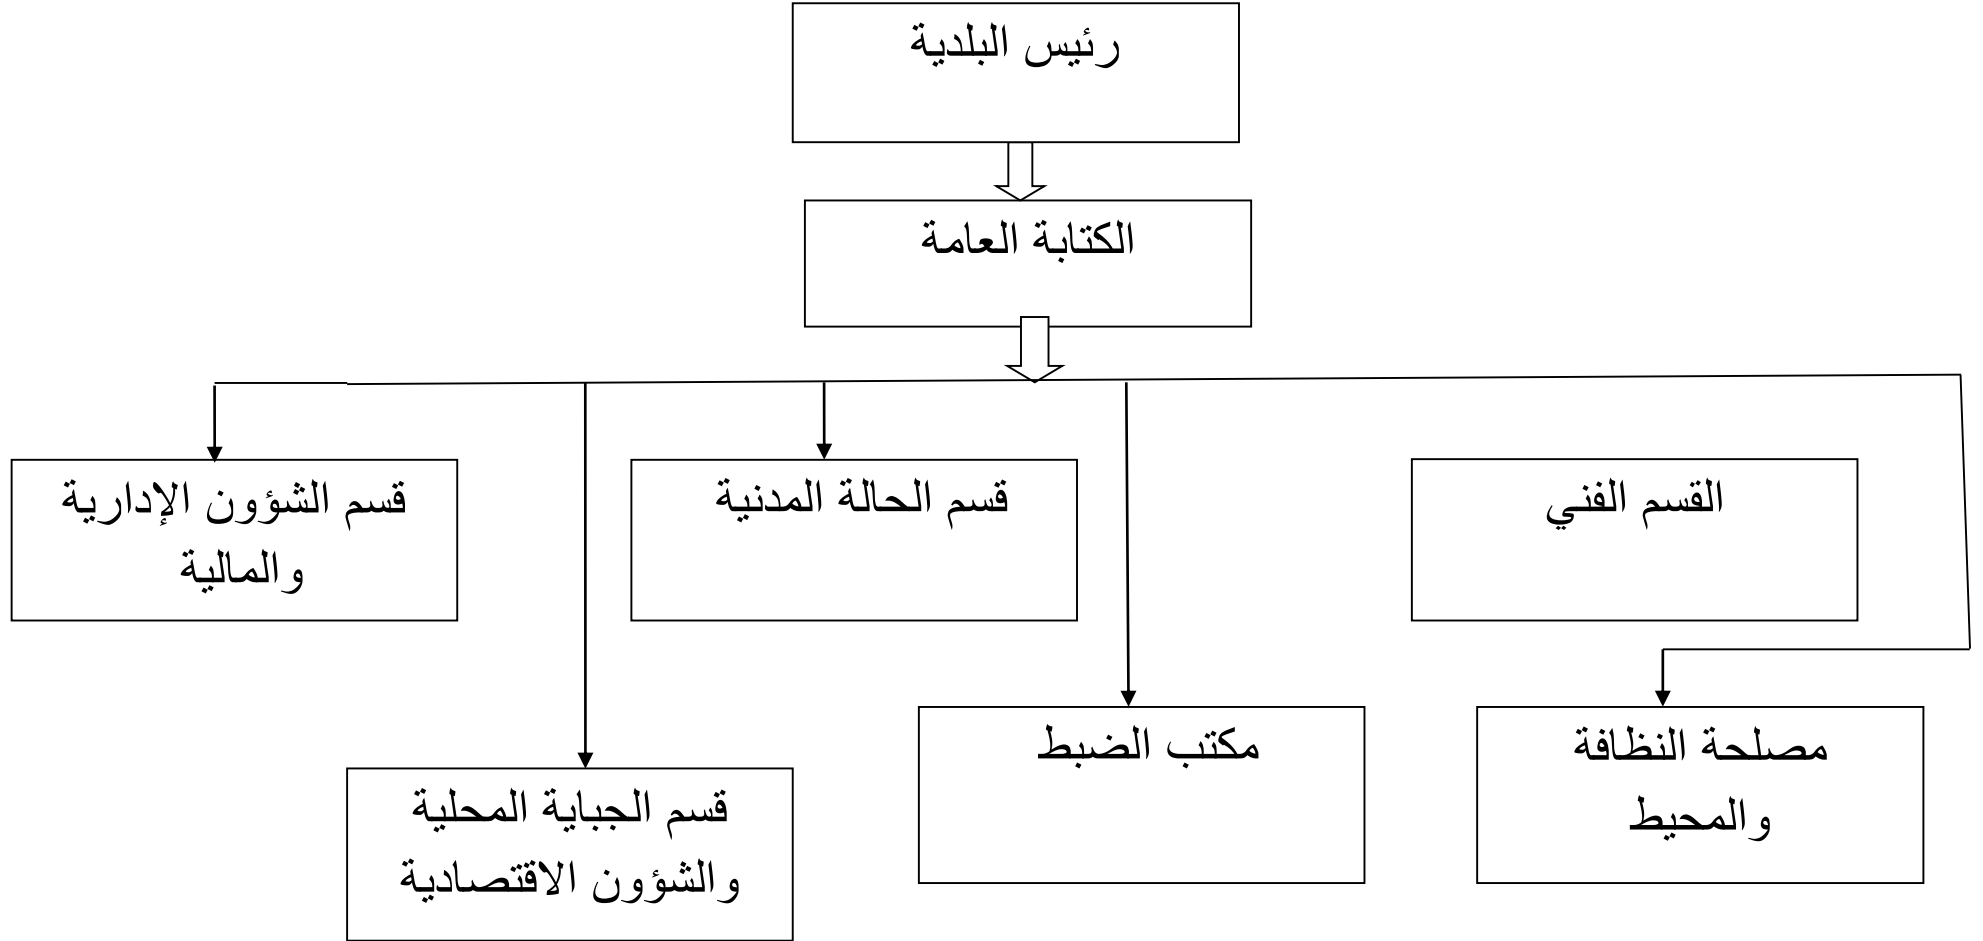 رئيس البلدية
الكتابة العامة
القسم الفني
قسم الحالة المدنية
قسم الشؤون الإدارية
والمالية
مصلحة النظافة
والمحيط
مكتب الضبط
قسم الجباية المحلية
والشؤون الاقتصادية